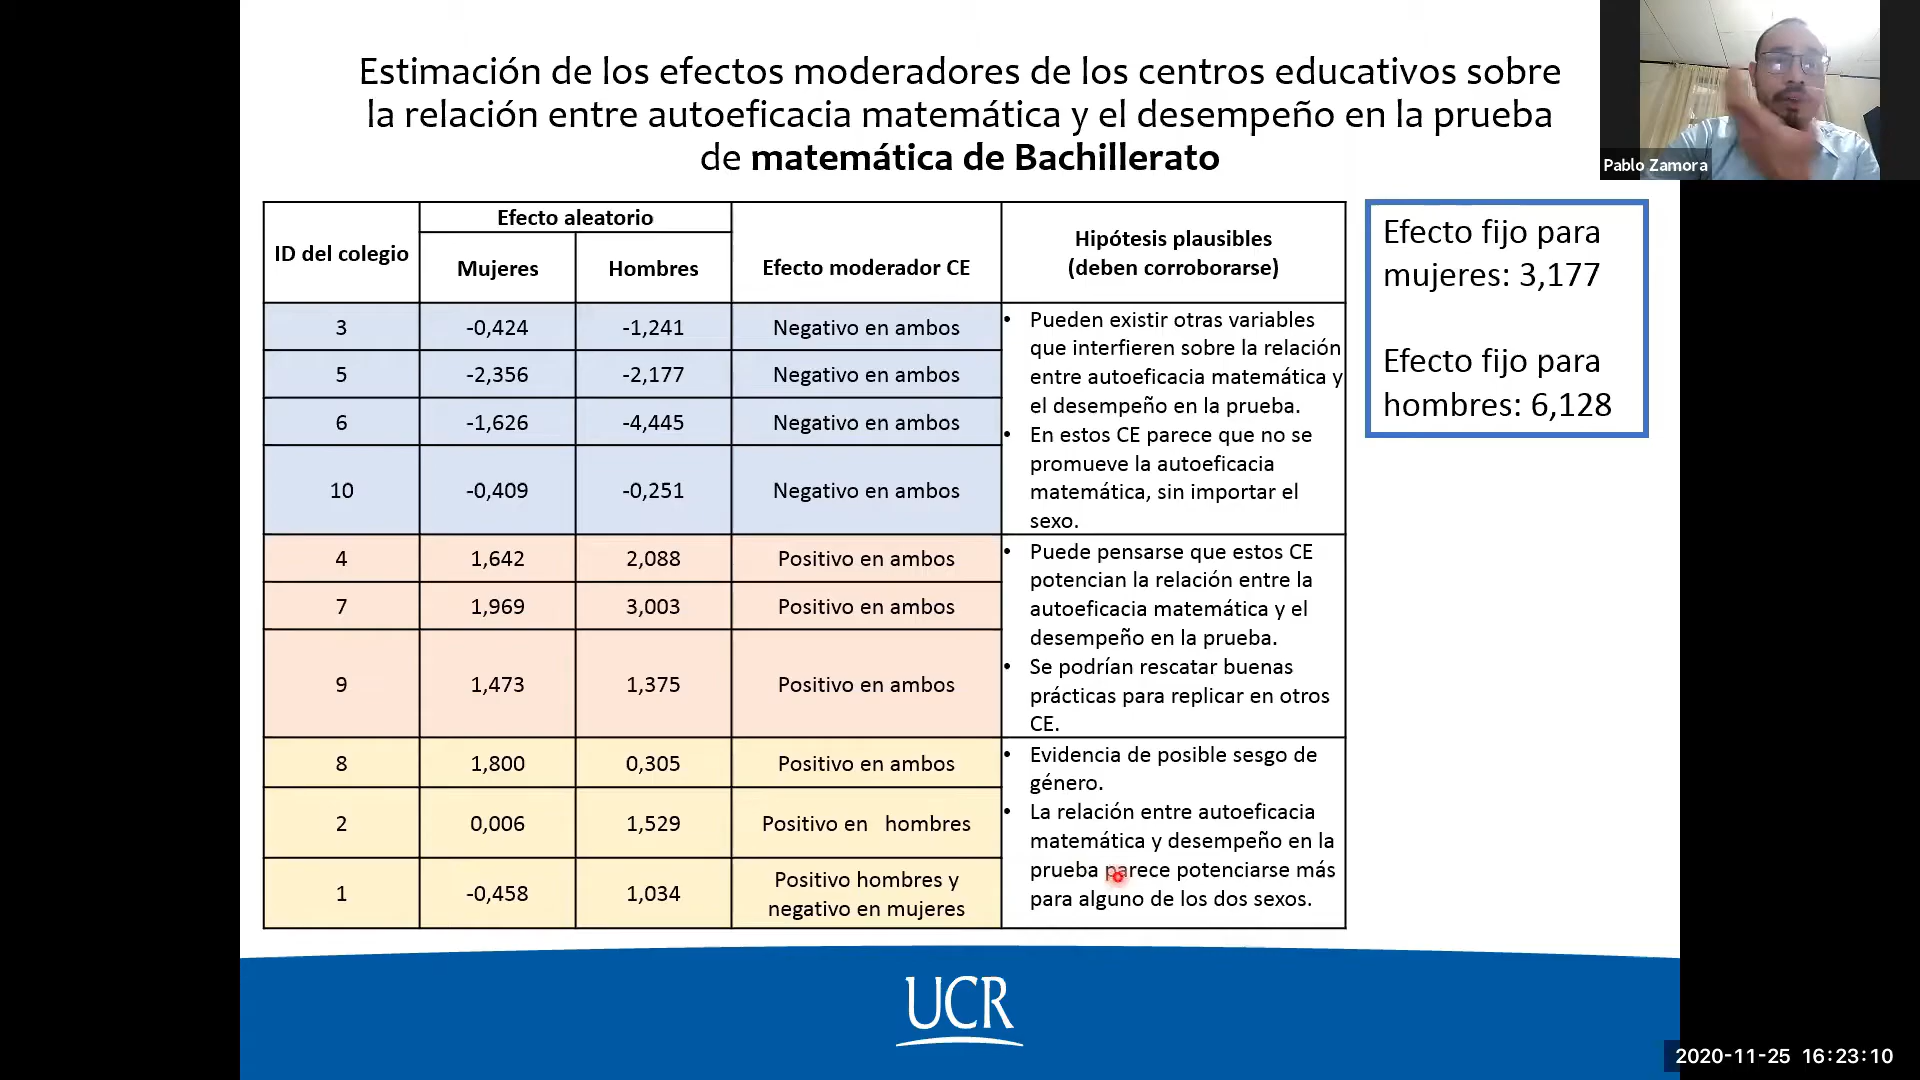 Estimación de los efectos moderadores de los centros educativos sobre
la relación entre autoeficacia matemática y el desempeño en la prueba
de matemática de Bachillerato
Pablo Zamora
ID del colegio
Efecto aleatorio
Mujeres
Hombres
Efecto moderador CE
Hipótesis plausibles
(deben corroborarse)
3
-0,424
-1,241
Negativo en ambos
5
-2,356
-2,177
Negativo en ambos
6
-1,626
-4,445
Negativo en ambos
10
-0,409
-0,251
Negativo en ambos
• Pueden existir otras variables
que interfieren sobre la relación
entre autoeficacia matemática y
el desempeño en la prueba.
• En estos CE parece que no se
promueve la autoeficacia
matemática, sin importar el
sexo.
4
1,642
2,088
Positivo en ambos
7
1,969
3,003
Positivo en ambos
9
1,473
1,375
Positivo en ambos
• Puede pensarse que estos CE
potencian la relación entre la
autoeficacia matemática y el
desempeño en la prueba.
• Se podrían rescatar buenas
prácticas para replicar en otros
CE.
8
1,800
0,305
Positivo en ambos
2
0,006
1,529
Positivo en hombres
1
-0,458
1,034
Positivo hombres y
negativo en mujeres
• Evidencia de posible sesgo de
género.
• La relación entre autoeficacia
matemática y desempeño en la
prueba parece potenciarse más
para alguno de los dos sexos.
Efecto fijo para
mujeres: 3,177
Efecto fijo para
hombres: 6,128
UCR
2020-11-25 16:23:10